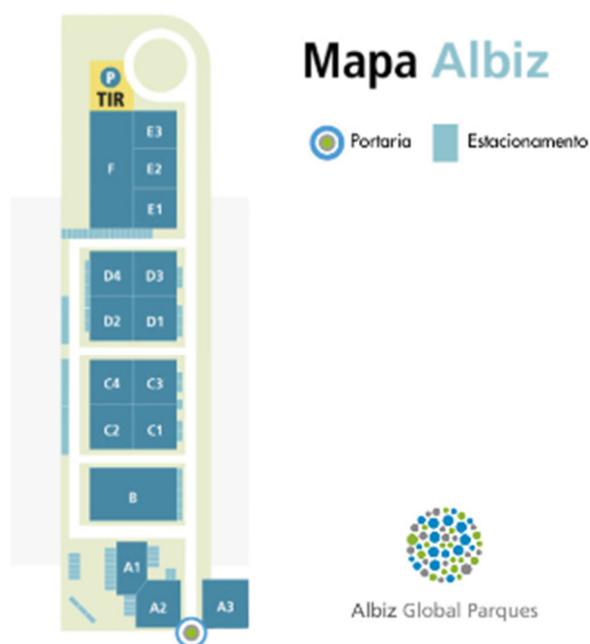 Mapa Albiz
Portaria
Estacionamento
P
TIR
E3
F
E2
E1
D4 D3
D2 D1
C4 C3
C2 C1
B
A1
A2
A3
Albiz Global Parques